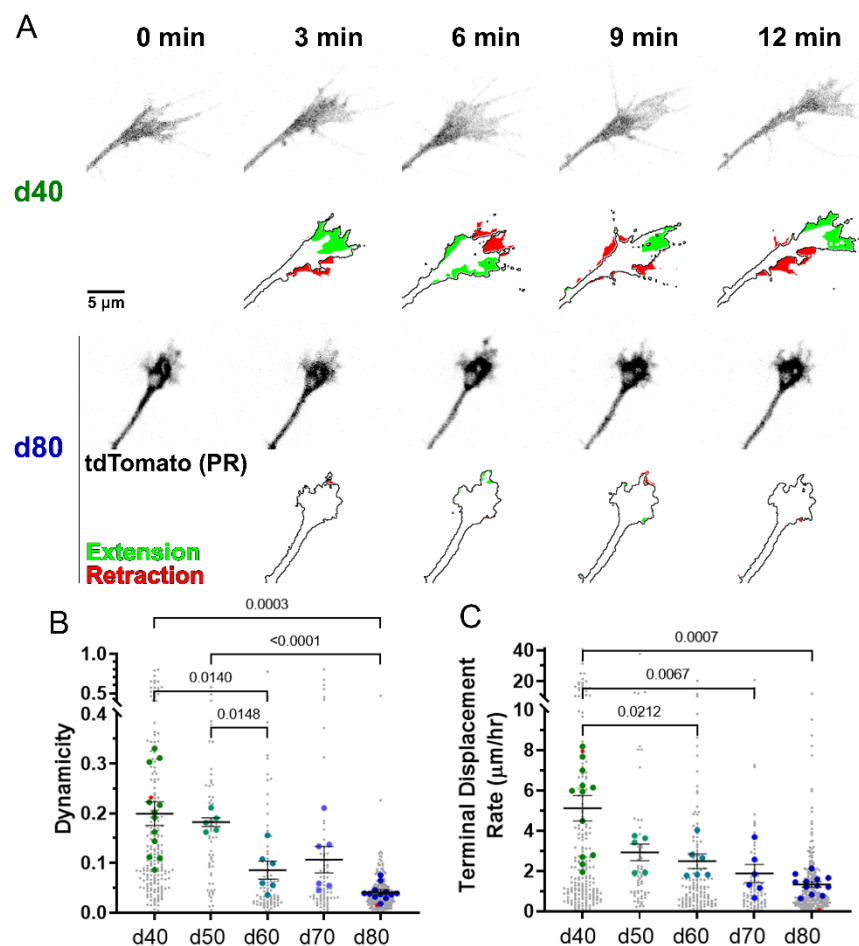 A
0 min 3 min 6 min 9 min 12 min
d40
5 µm
d80
tdTomato (PR)
Extension
Retraction
B
0.0003
<0.0001
0.0140
0.0148
Dynamicity
1.0
0.5
0.4
0.3
0.2
0.1
0.0
d40 d50 d60 d70 d80
C
0.0007
0.0067
0.0212
Terminal Displacement
Rate (μm/hr)
40
20
8
6
4
2
0
d40 d50 d60 d70 d80